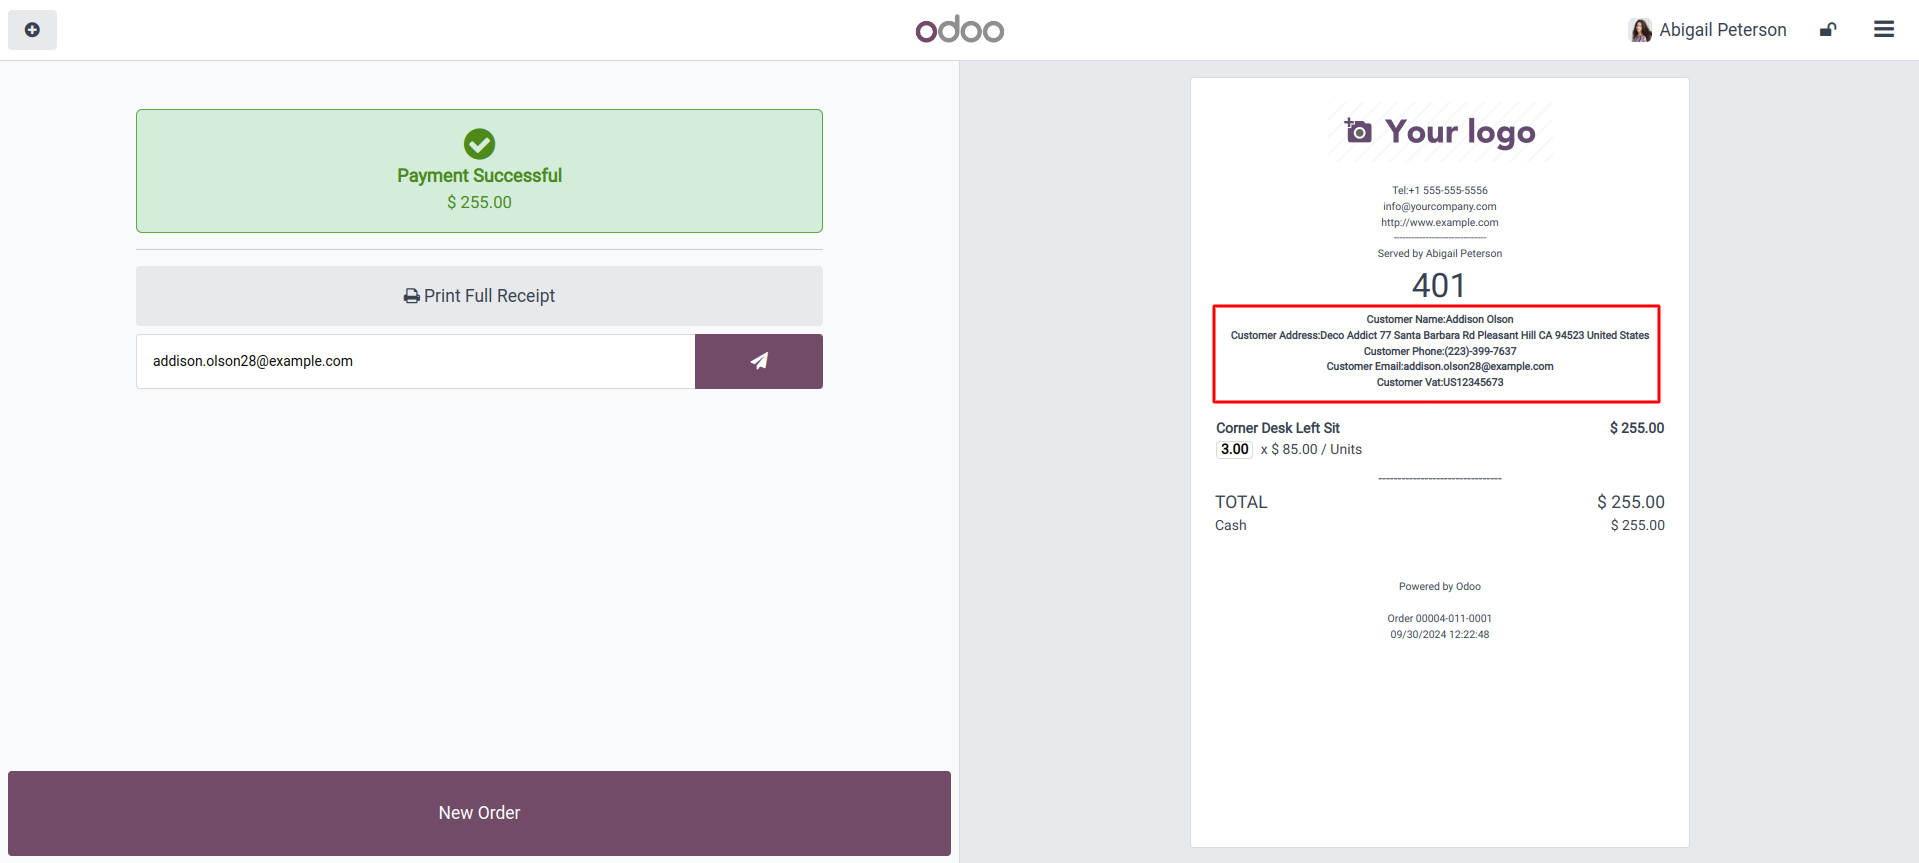 odoo
Abigail Peterson
Payment Successful
$ 255.00
Print Full Receipt
addison.olson28@example.com
New Order
Your logo
Tel:+1 555-555-5556
info@yourcompany.com
http://www.example.com
--------------------------------
Served by Abigail Peterson
401
Customer Name:Addison Olson
Customer Address:Deco Addict 77 Santa Barbara Rd Pleasant Hill CA 94523 United States
Customer Phone:(223)-399-7637
Customer Email:addison.olson28@example.com
Customer Vat:US12345673
Corner Desk Left Sit $ 255.00
3.00 x $ 85.00 / Units
--------------------------------
TOTAL $ 255.00
Cash $ 255.00
Powered by Odoo
Order 00004-011-0001
09/30/2024 12:22:48